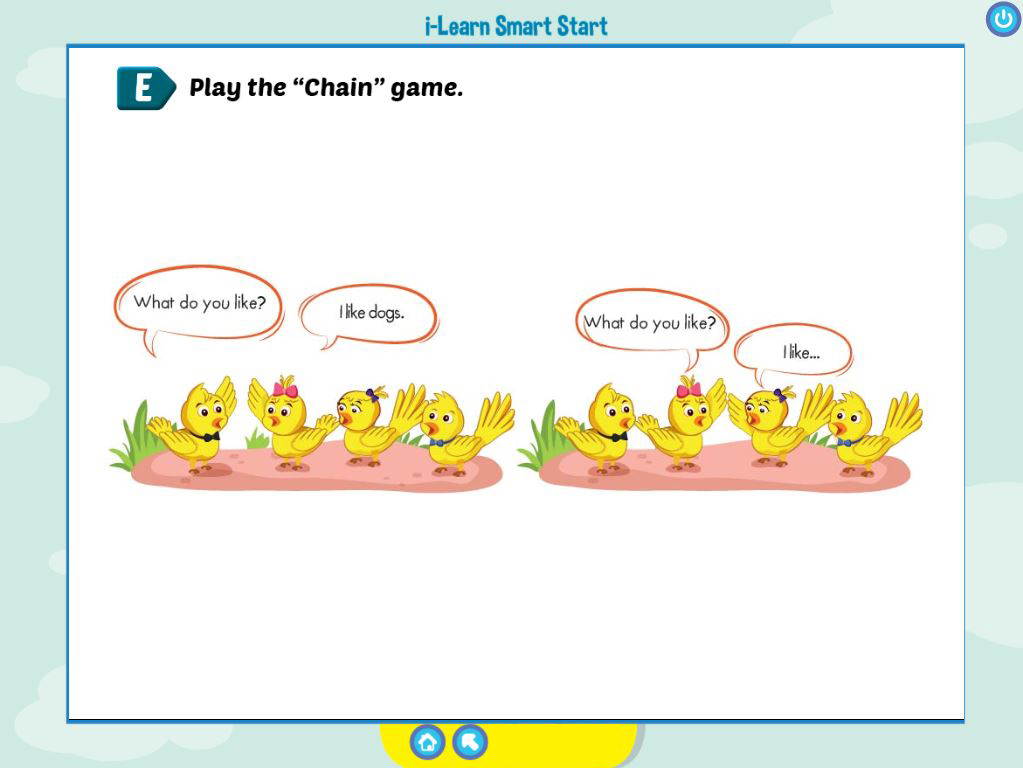 i-Learn Smart Start
E Play the “Chain” game.
What do you like?
I like dogs.
What do you like?
I like...